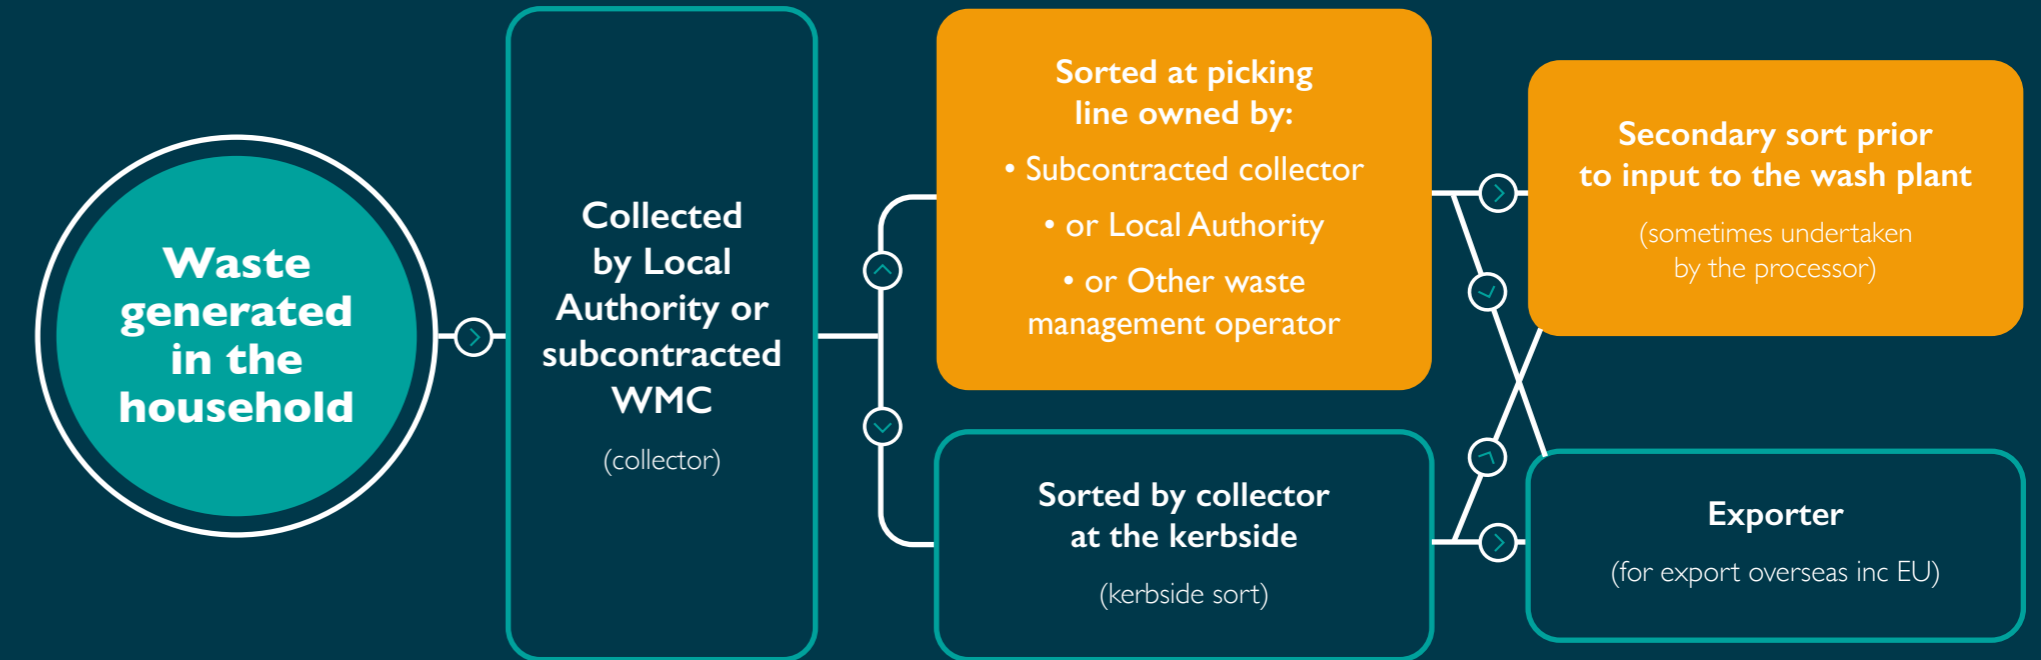 Waste
generated
in the
household
Collected
by Local
Authority or
subcontracted
WMC
(collector)
Sorted at picking
line owned by:
• Subcontracted collector
• or Local Authority
• or Other waste
management operator
Sorted by collector
at the kerbside
(kerbside sort)
Secondary sort prior
to input to the wash plant
(sometimes undertaken
by the processor)
Exporter
(for export overseas inc EU)